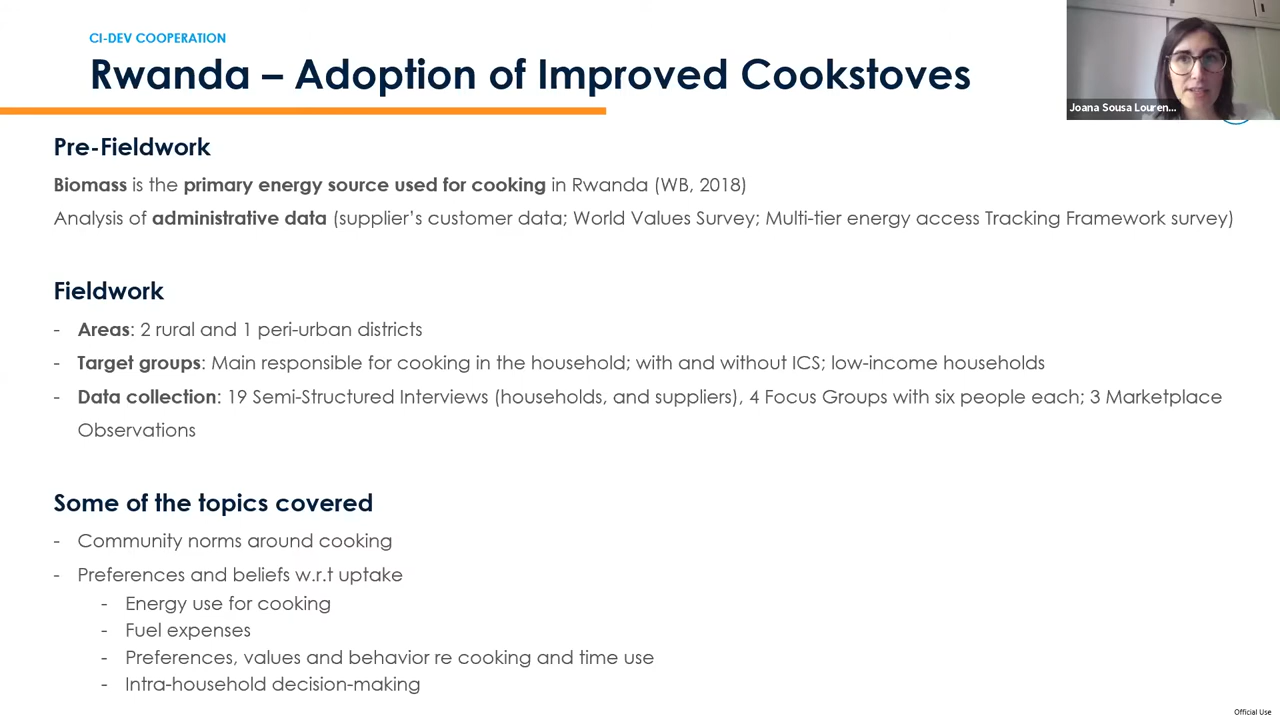 CI-DEV COOPERATION
Rwanda – Adoption of Improved Cookstoves
Joana Sousa Louren...
Pre-Fieldwork
Biomass is the primary energy source used for cooking in Rwanda (WB, 2018)
Analysis of administrative data (supplier's customer data; World Values Survey; Multi-tier energy access Tracking Framework survey)
Fieldwork
- Areas: 2 rural and 1 peri-urban districts
- Target groups: Main responsible for cooking in the household; with and without ICS; low-income households
- Data collection: 19 Semi-Structured Interviews (households, and suppliers), 4 Focus Groups with six people each; 3 Marketplace
Observations
Some of the topics covered
- Community norms around cooking
- Preferences and beliefs w.r.t uptake
- Energy use for cooking
- Fuel expenses
- Preferences, values and behavior re cooking and time use
- Intra-household decision-making
Official Use